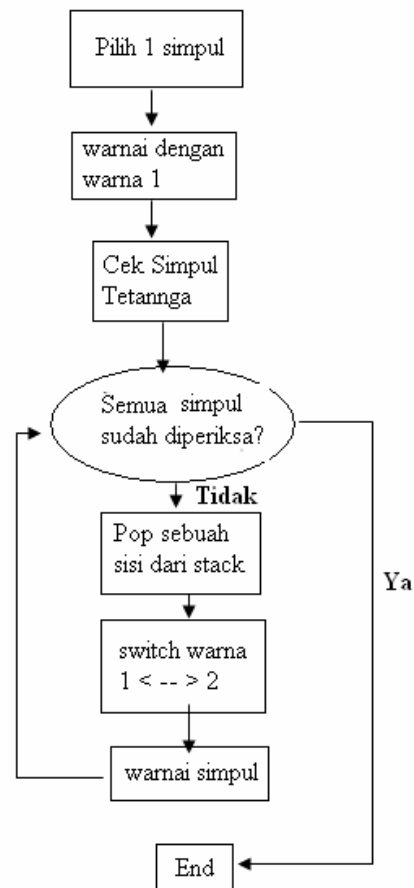 Pilih 1 simpul
warnai dengan
warna 1
Cek Simpul
Tetannga
Semua simpul
sudah diperiksa?
Tidak
Pop sebuah
sisi dari stack
Ya
switch warna
1 < -- > 2
warnai simpul
End